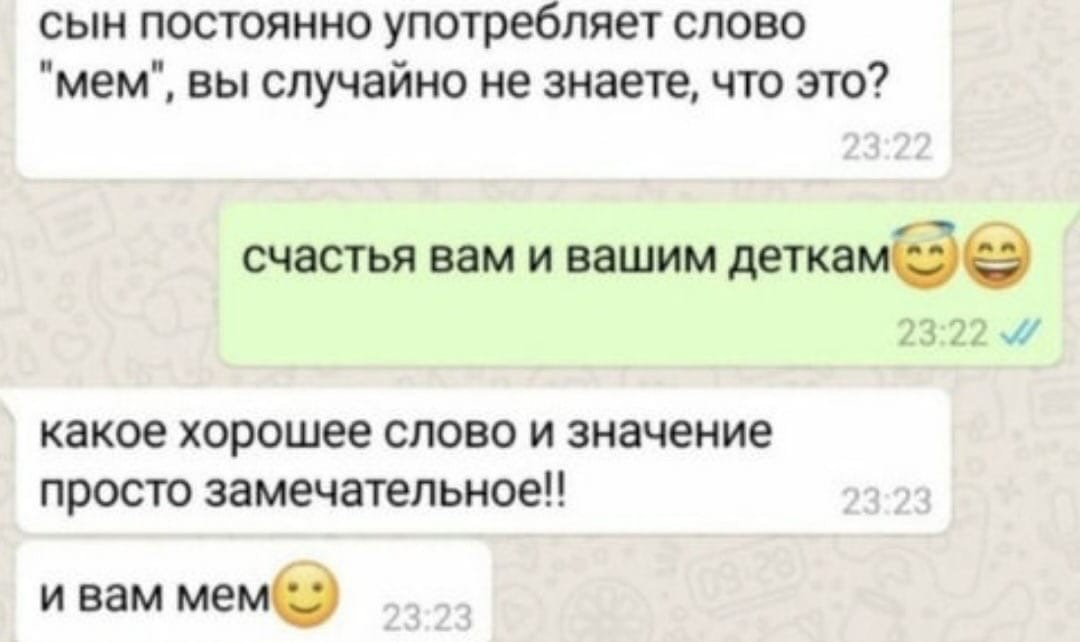 сын постоянно употребляет слово
"мем", вы случайно не знаете, что это?
23:22
счастья вам и вашим деткам😇😄
23:22
какое хорошее слово и значение
просто замечательное!!
23:23
и вам мем🙂
23:23